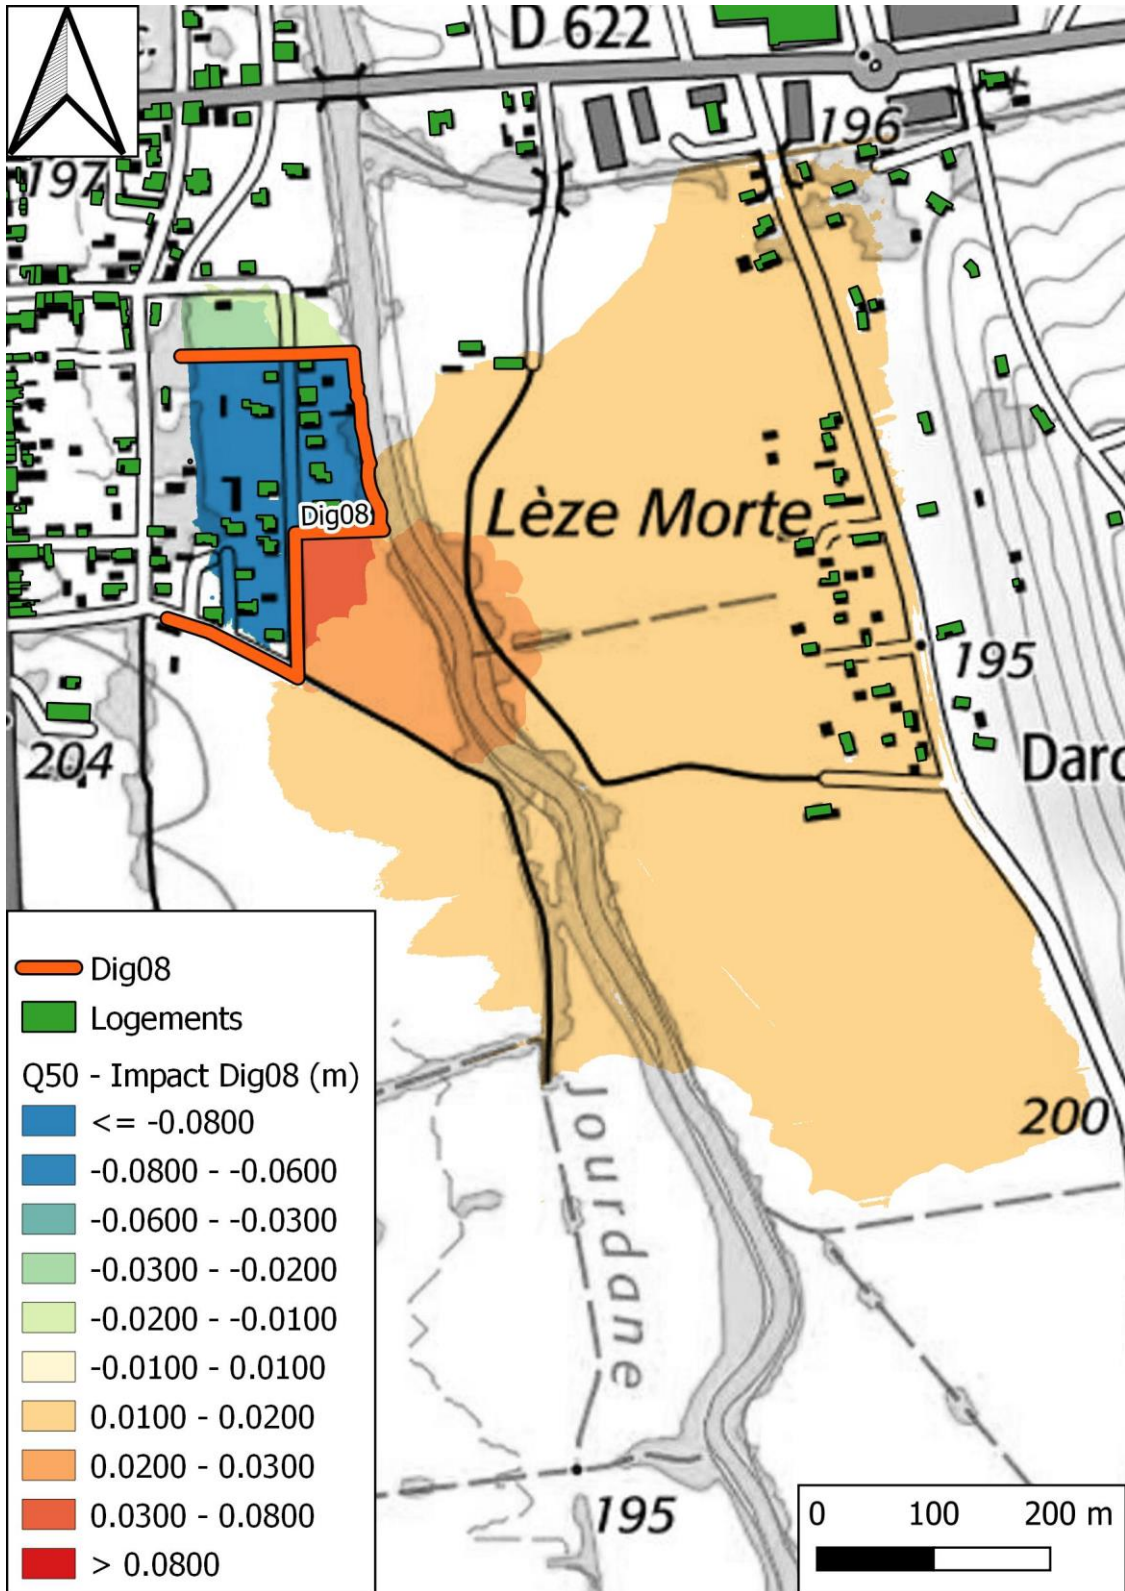 D 622
196
197
Dig08
Lèze Morte
195
204
Darc
200
Jourdane
195
Dig08
Logements
Q50 - Impact Dig08 (m)
<= -0.0800
-0.0800 - -0.0600
-0.0600 - -0.0300
-0.0300 - -0.0200
-0.0200 - -0.0100
-0.0100 - 0.0100
0.0100 - 0.0200
0.0200 - 0.0300
0.0300 - 0.0800
> 0.0800
0 100 200 m